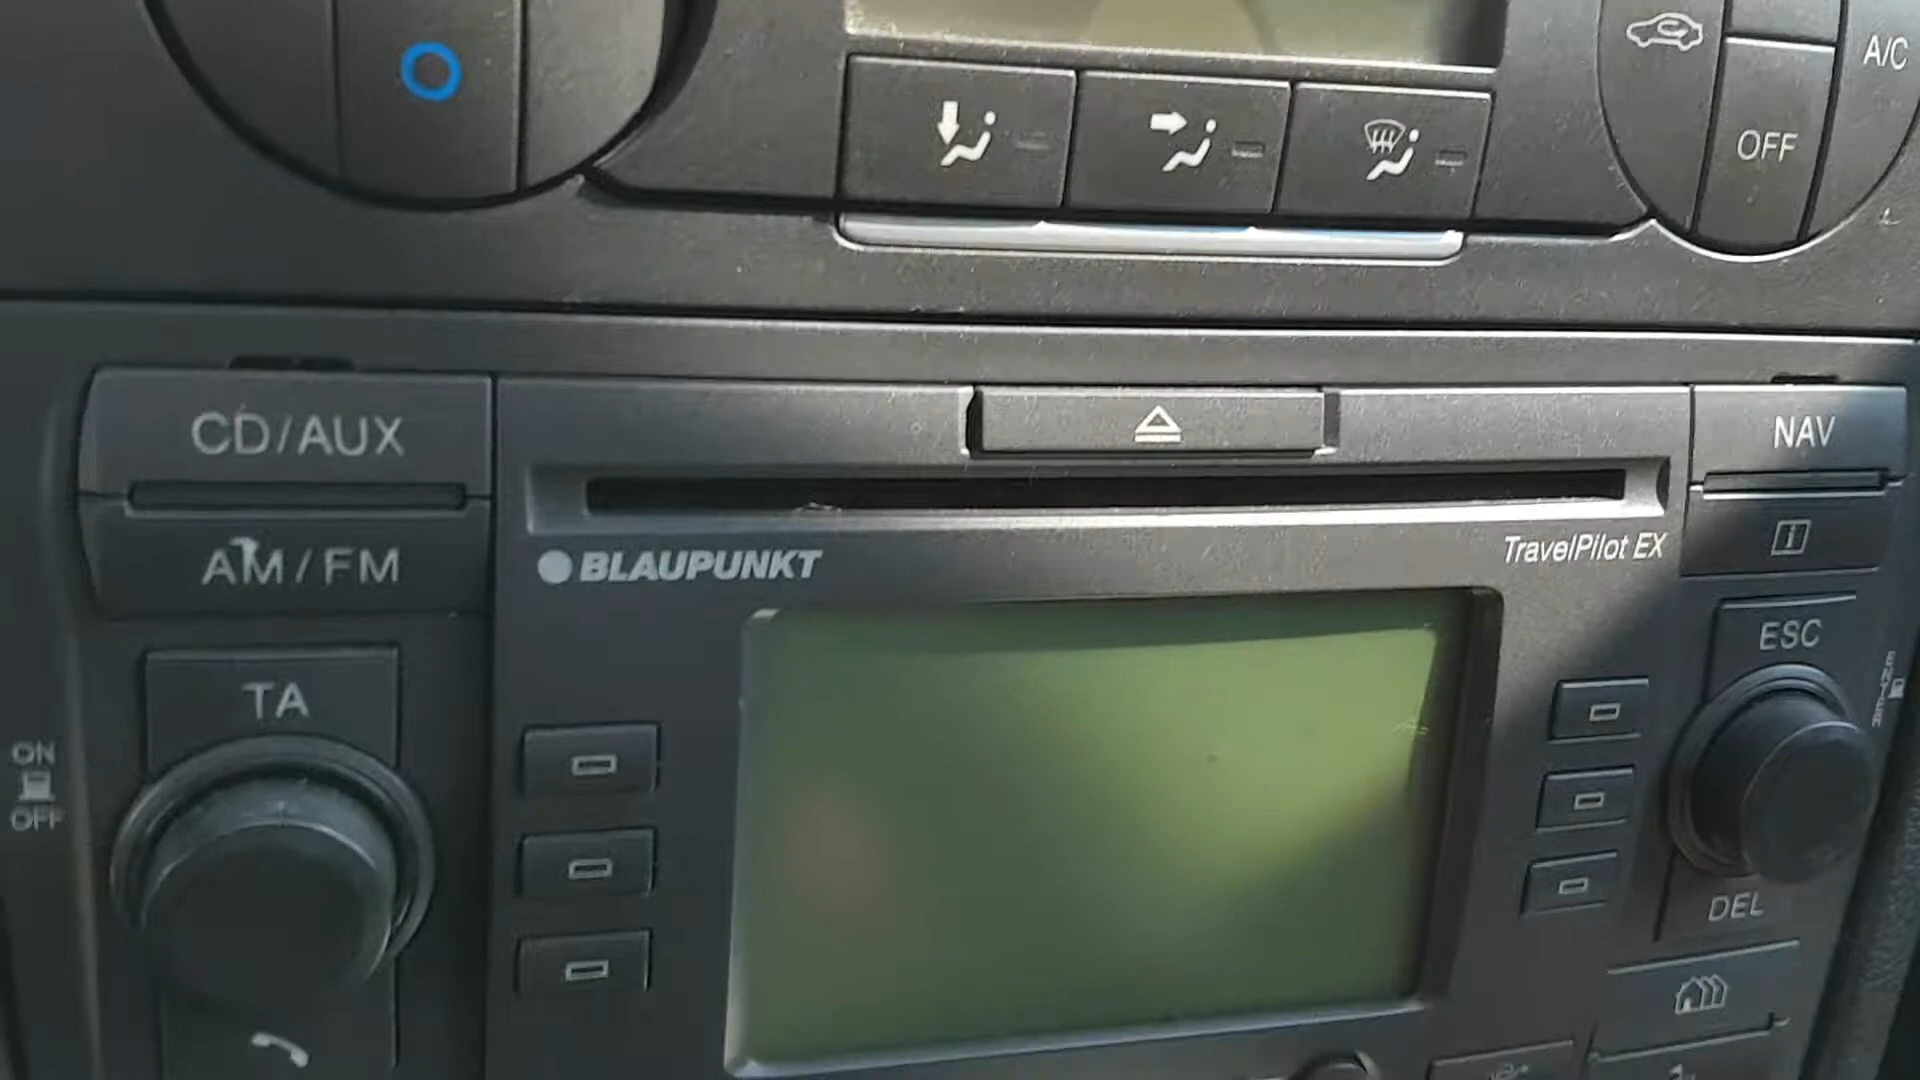 A/C
OFF
CD/AUX
NAV
AM/FM
BLAUPUNKT
TravelPilot EX
TA
ESC
ON
OFF
DEL